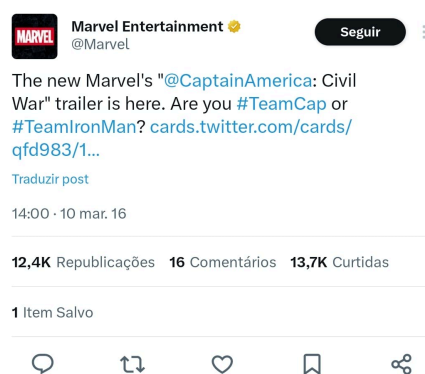 MARVEL
Marvel Entertainment
@Marvel
Seguir
The new Marvel's "@CaptainAmerica: Civil
War" trailer is here. Are you #TeamCap or
#TeamIronMan? cards.twitter.com/cards/
qfd983/1...
Traduzir post
14:00 · 10 mar. 16
12,4K Republicações 16 Comentários 13,7K Curtidas
1 Item Salvo